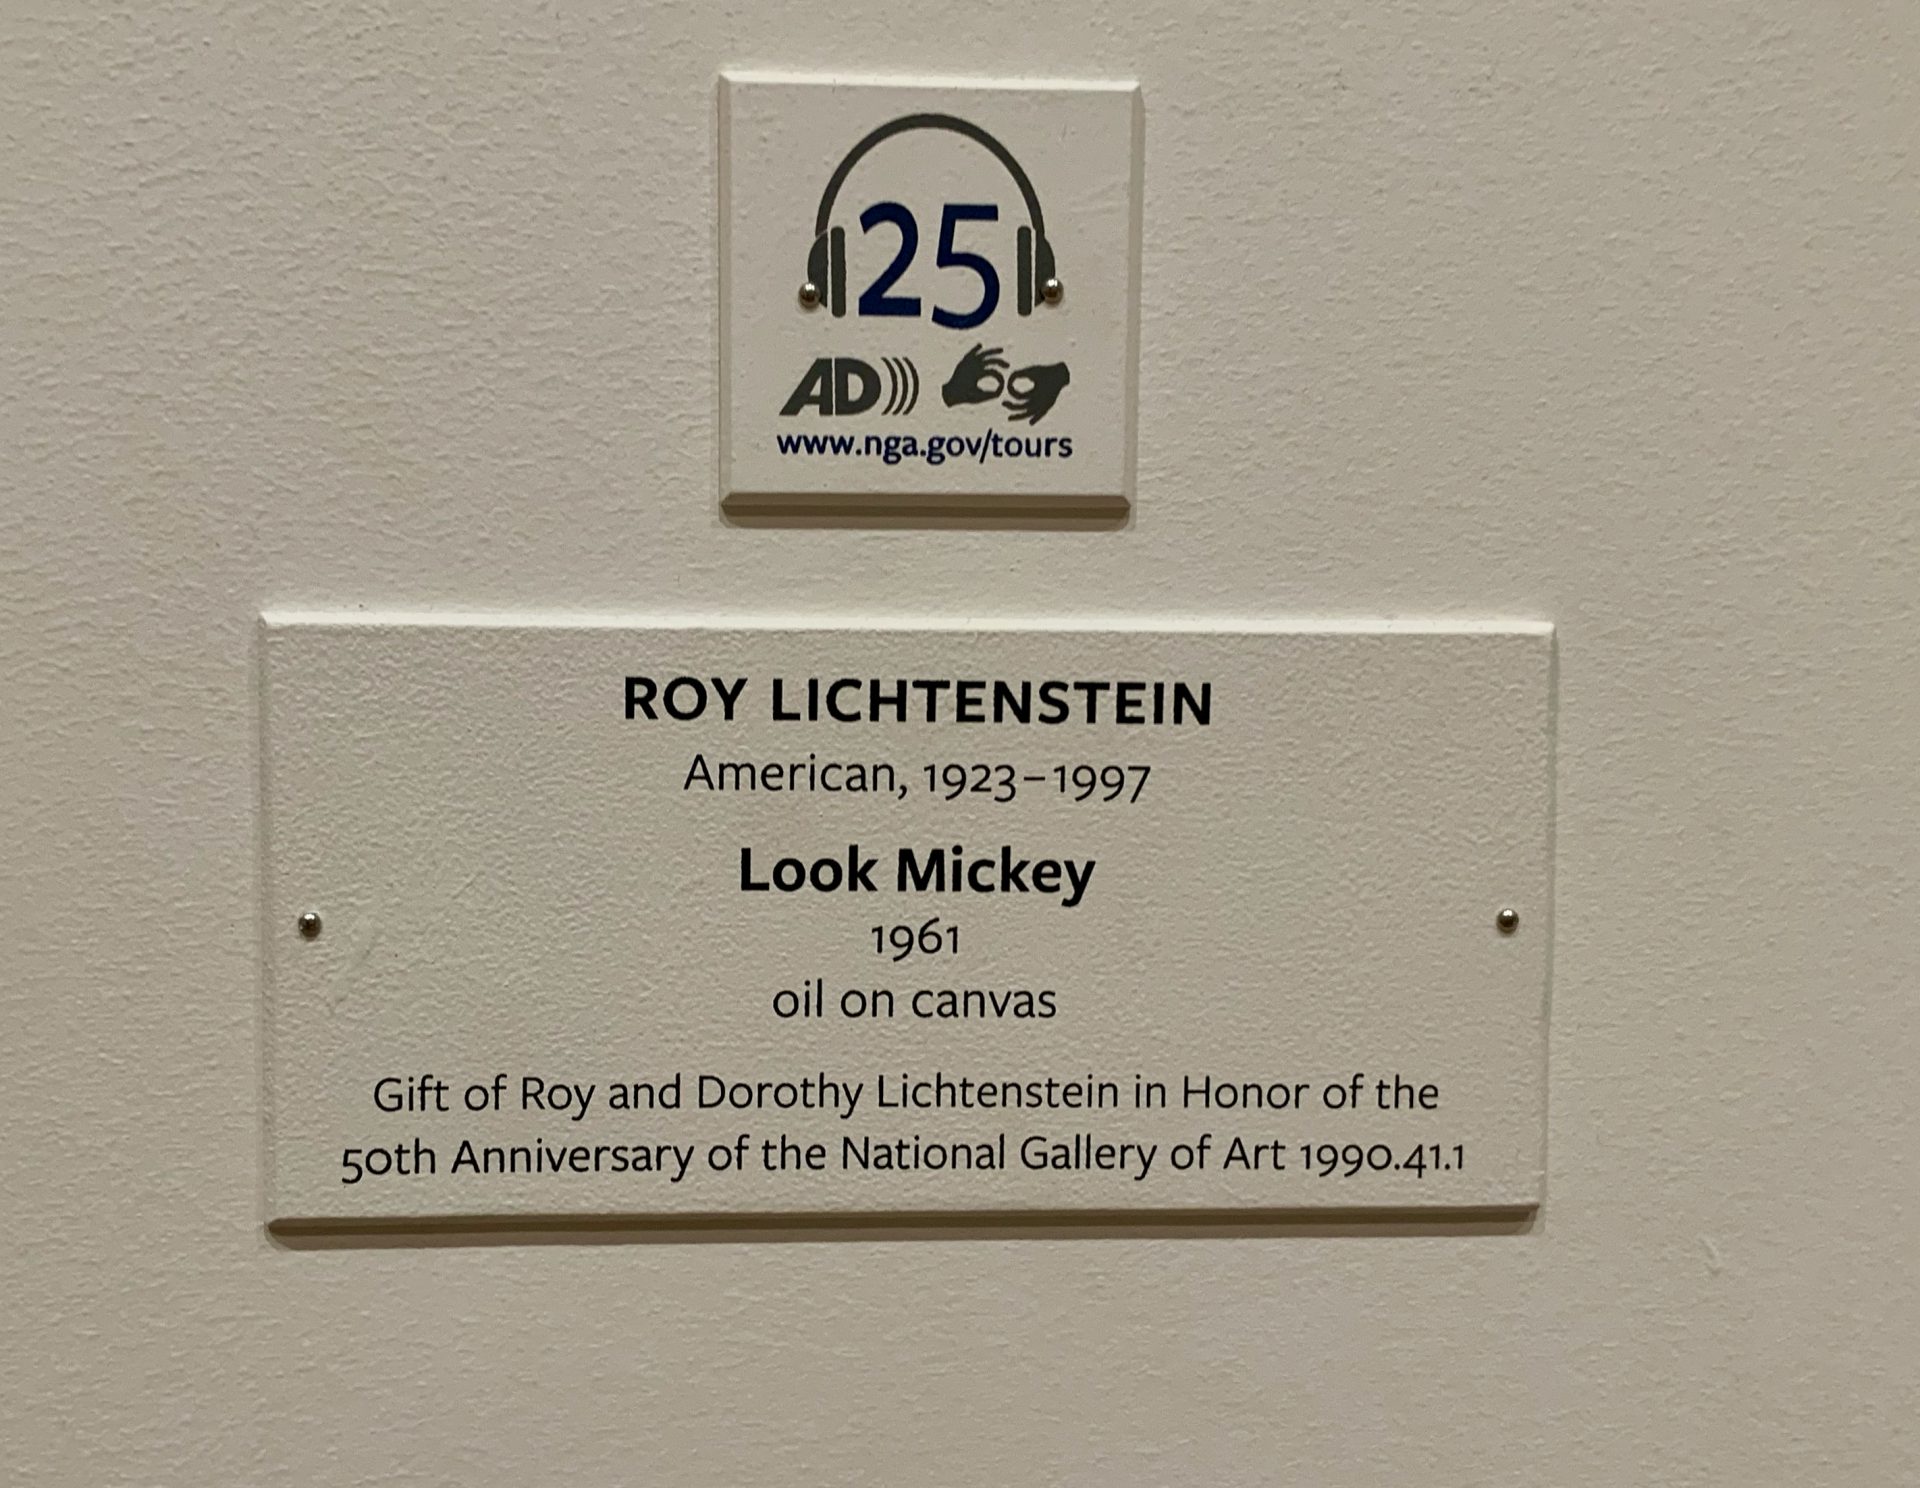 25
AD
www.nga.gov/tours
ROY LICHTENSTEIN
American, 1923–1997
Look Mickey
1961
oil on canvas
Gift of Roy and Dorothy Lichtenstein in Honor of the
50th Anniversary of the National Gallery of Art 1990.41.1